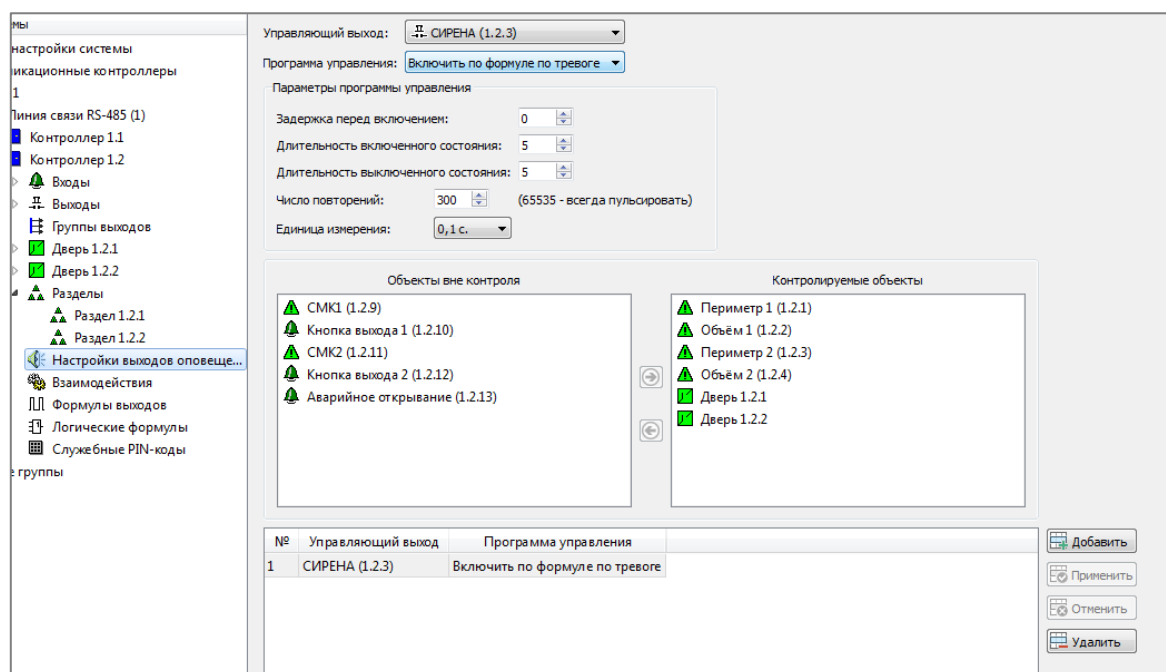 мы
настройки системы
икационные контроллеры
1
Линия связи RS-485 (1)
Контроллер 1.1
Контроллер 1.2
Входы
Выходы
Группы выходов
Дверь 1.2.1
Дверь 1.2.2
Разделы
Раздел 1.2.1
Раздел 1.2.2
Настройки выходов оповеще...
Взаимодействия
Формулы выходов
Логические формулы
Служебные PIN-коды
е группы
Управляющий выход: СИРЕНА (1.2.3)
Программа управления: Включить по формуле по тревоге
Параметры программы управления
Задержка перед включением: 0
Длительность включенного состояния: 5
Длительность выключенного состояния: 5
Число повторений: 300 (65535 - всегда пульсировать)
Единица измерения: 0,1 с.
Объекты вне контроля
СМК1 (1.2.9)
Кнопка выхода 1 (1.2.10)
СМК2 (1.2.11)
Кнопка выхода 2 (1.2.12)
Аварийное открывание (1.2.13)
Контролируемые объекты
Периметр 1 (1.2.1)
Объём 1 (1.2.2)
Периметр 2 (1.2.3)
Объём 2 (1.2.4)
Дверь 1.2.1
Дверь 1.2.2
№ Управляющий выход Программа управления
1 СИРЕНА (1.2.3) Включить по формуле по тревоге
Добавить
Применить
Отменить
Удалить